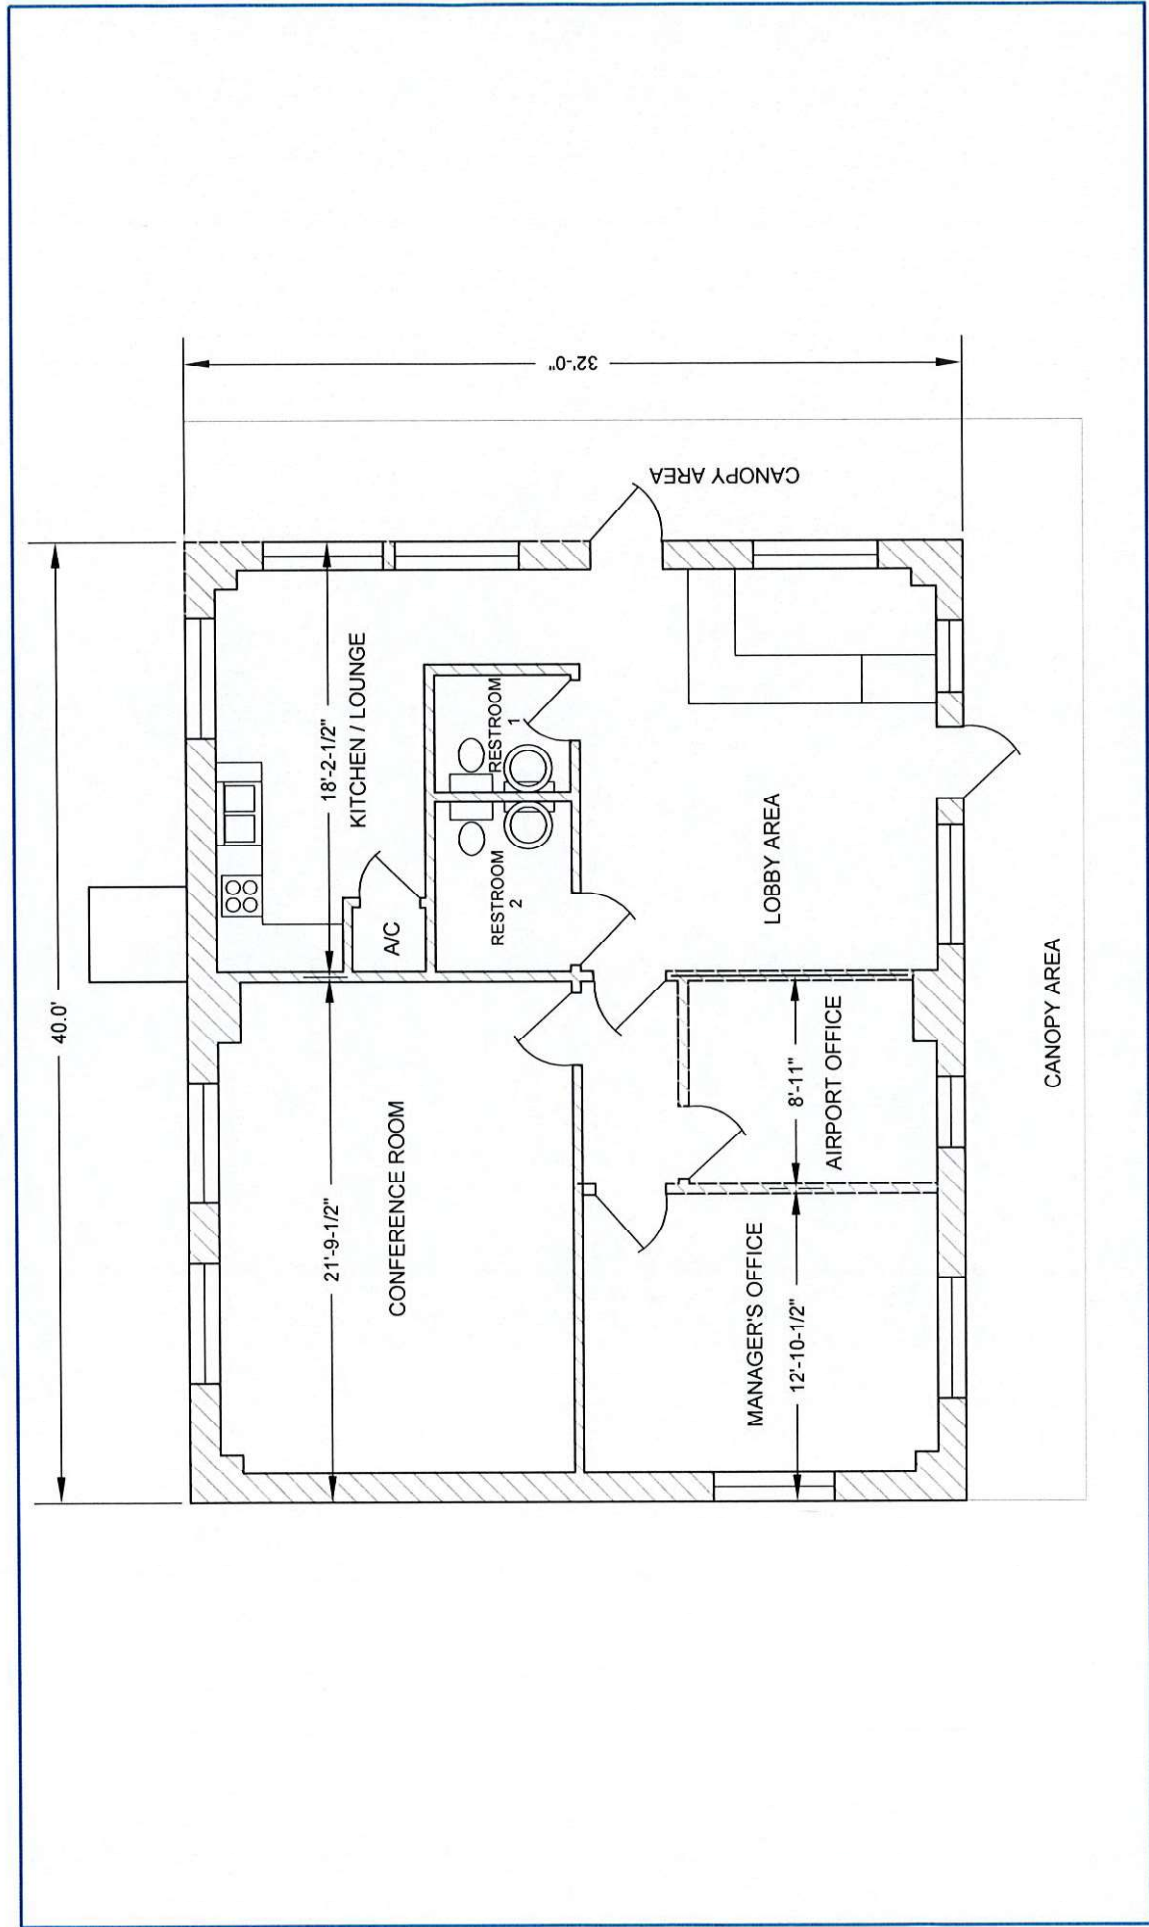 40.0'
32'-0"
CANOPY AREA
18'-2-1/2"
KITCHEN / LOUNGE
RESTROOM
1
RESTROOM
2
A/C
LOBBY AREA
CANOPY AREA
21'-9-1/2"
CONFERENCE ROOM
8'-11"
AIRPORT OFFICE
MANAGER'S OFFICE
12'-10-1/2"